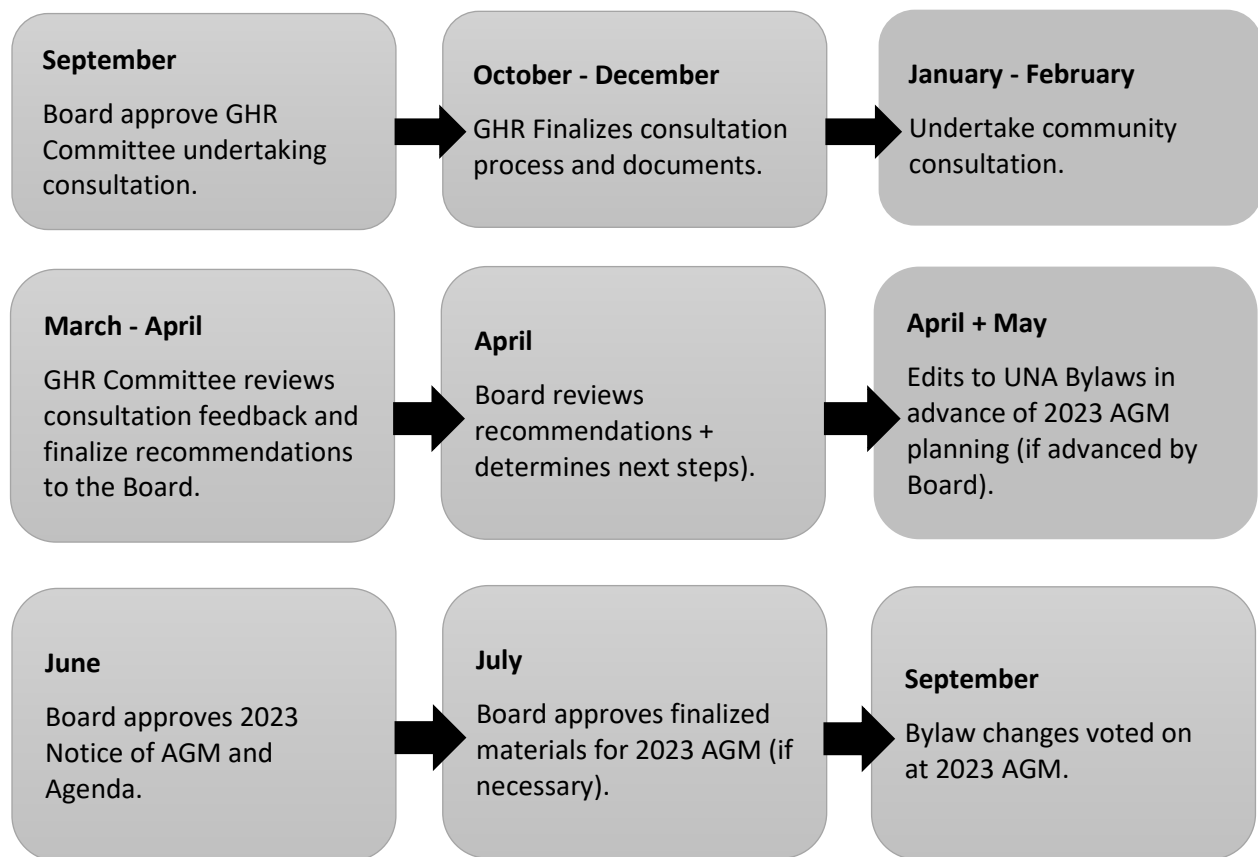 September
Board approve GHR
Committee undertaking
consultation.
October - December
GHR Finalizes consultation
process and documents.
January - February
Undertake community
consultation.
March - April
GHR Committee reviews
consultation feedback and
finalize recommendations
to the Board.
April
Board reviews
recommendations +
determines next steps).
April + May
Edits to UNA Bylaws in
advance of 2023 AGM
planning (if advanced by
Board).
June
Board approves 2023
Notice of AGM and
Agenda.
July
Board approves finalized
materials for 2023 AGM (if
necessary).
September
Bylaw changes voted on
at 2023 AGM.